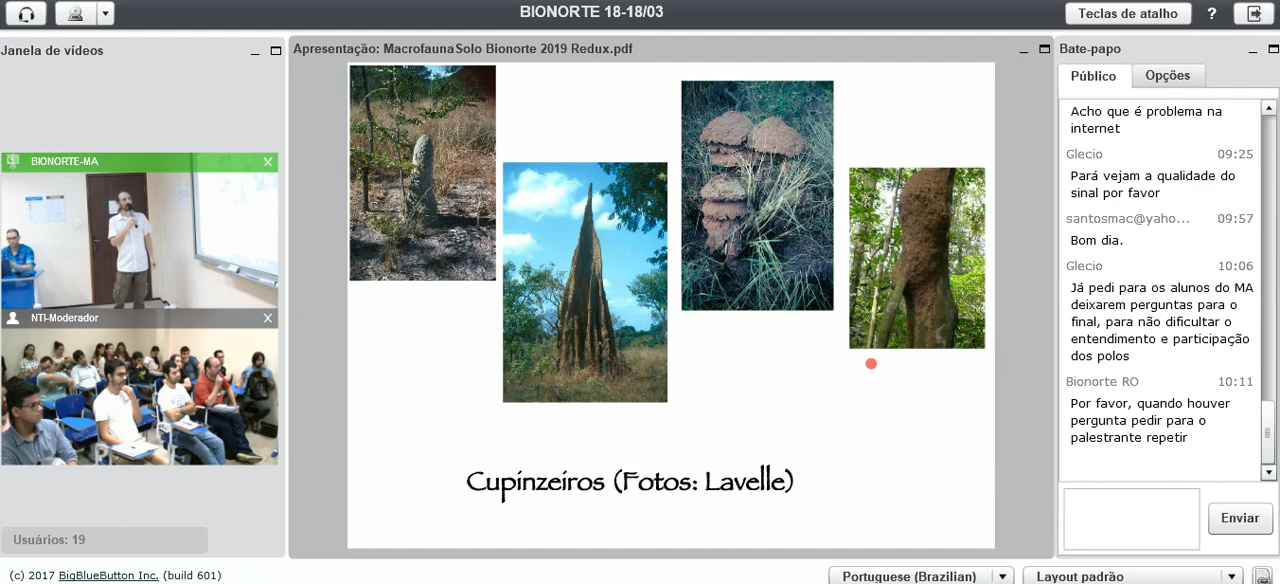 BIONORTE 18-18/03
Teclas de atalho
?
Janela de vídeos
BIONORTE-MA
X
NTI-Moderador
X
Usuários: 19
Apresentação: MacrofaunaSolo Bionorte 2019 Redux.pdf
Cupinzeiros (Fotos: Lavelle)
Bate-papo
Público
Opções
Acho que é problema na
internet
Glecio 09:25
Pará vejam a qualidade do
sinal por favor
santosmac@yaho... 09:57
Bom dia.
Glecio 10:06
Já pedi para os alunos do MA
deixarem perguntas para o
final, para não dificultar o
entendimento e participação
dos polos
Bionorte RO 10:11
Por favor, quando houver
pergunta pedir para o
palestrante repetir
Enviar
(c) 2017 BigBlueButton Inc. (build 601)
Portuguese (Brazilian)
Layout padrão